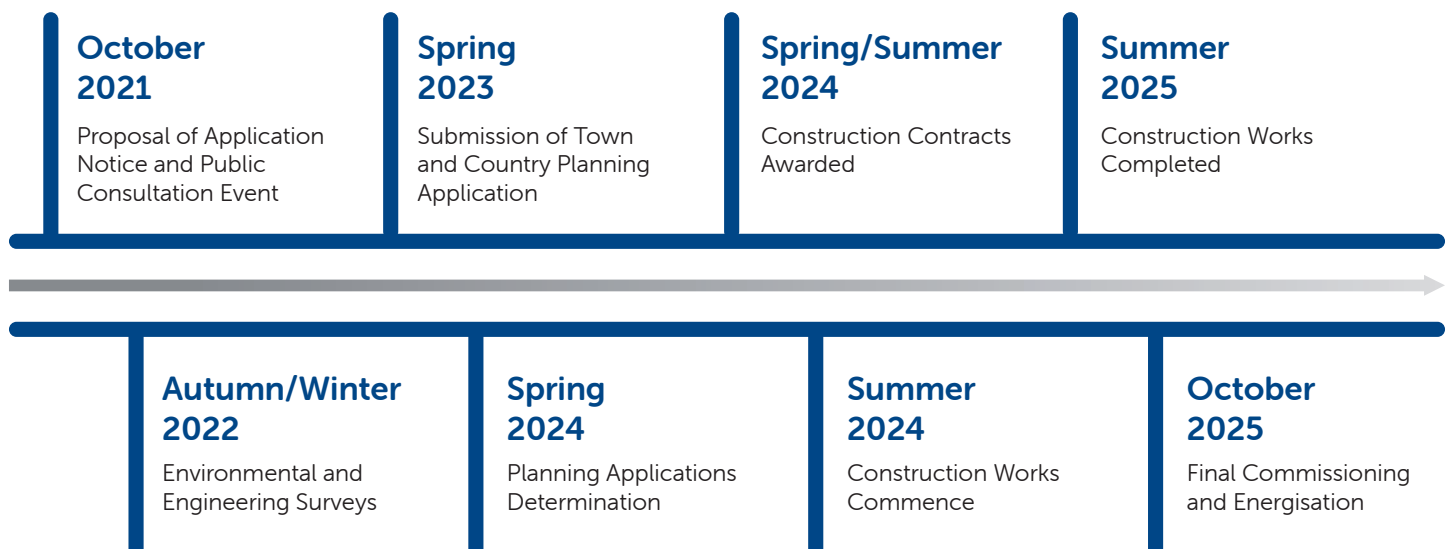 October
2021
Proposal of Application
Notice and Public
Consultation Event
Spring
2023
Submission of Town
and Country Planning
Application
Spring/Summer
2024
Construction Contracts
Awarded
Summer
2025
Construction Works
Completed
Autumn/Winter
2022
Environmental and
Engineering Surveys
Spring
2024
Planning Applications
Determination
Summer
2024
Construction Works
Commence
October
2025
Final Commissioning
and Energisation